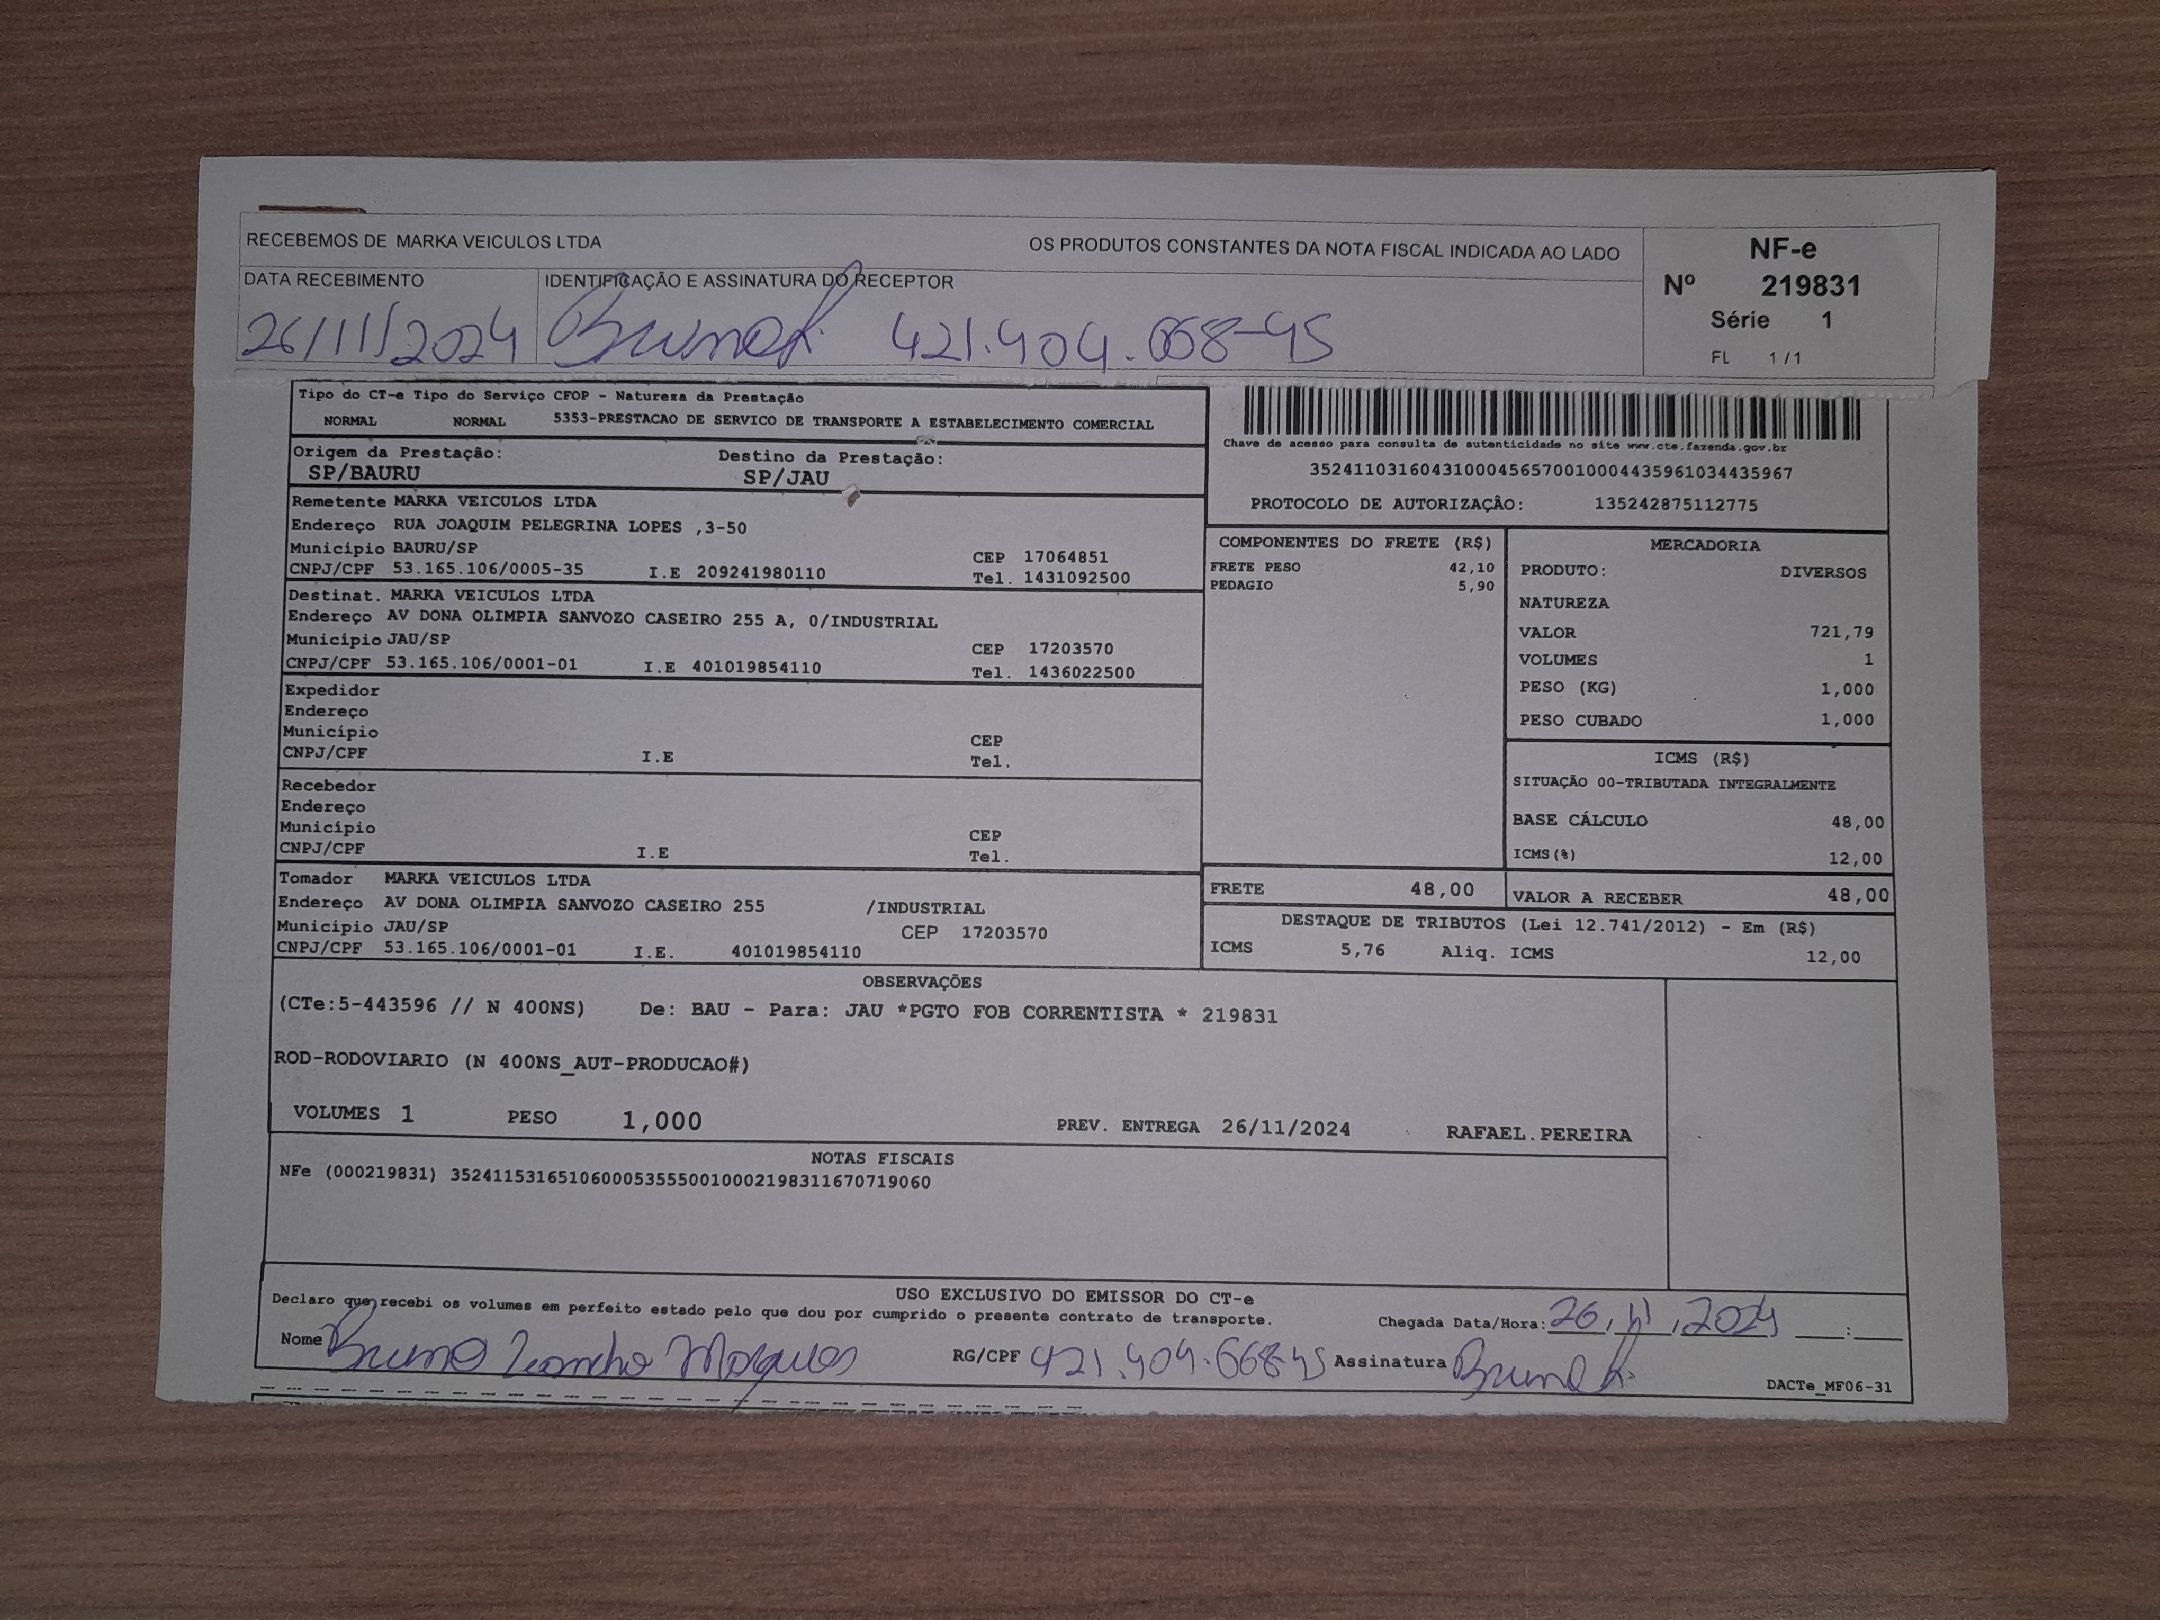 RECEBEMOS DE MARKA VEICULOS LTDA OS PRODUTOS CONSTANTES DA NOTA FISCAL INDICADA AO LADO
NF-e
Nº 219831
Série 1
FL 1 / 1
DATA RECEBIMENTO IDENTIFICAÇÃO E ASSINATURA DO RECEPTOR
26/11/2024 421.404.668-45
Tipo do CT-e Tipo do Serviço CFOP - Natureza da Prestação
NORMAL NORMAL 5353-PRESTACAO DE SERVICO DE TRANSPORTE A ESTABELECIMENTO COMERCIAL
Origem da Prestação: Destino da Prestação:
SP/BAURU SP/JAU
Remetente MARKA VEICULOS LTDA
Endereço RUA JOAQUIM PELEGRINA LOPES ,3-50
Município BAURU/SP CEP 17064851
CNPJ/CPF 53.165.106/0005-35 I.E 209241980110 Tel. 1431092500
Destinat. MARKA VEICULOS LTDA
Endereço AV DONA OLIMPIA SANVOZO CASEIRO 255 A, 0/INDUSTRIAL
Município JAU/SP CEP 17203570
CNPJ/CPF 53.165.106/0001-01 I.E 401019854110 Tel. 1436022500
Expedidor
Endereço
Município CEP
CNPJ/CPF I.E Tel.
Recebedor
Endereço
Município CEP
CNPJ/CPF I.E Tel.
Tomador MARKA VEICULOS LTDA
Endereço AV DONA OLIMPIA SANVOZO CASEIRO 255 /INDUSTRIAL
Município JAU/SP CEP 17203570
CNPJ/CPF 53.165.106/0001-01 I.E. 401019854110
Chave de acesso para consulta de autenticidade no site www.cte.fazenda.gov.br
35241103160431000456570010004435961034435967
PROTOCOLO DE AUTORIZAÇÂO: 135242875112775
COMPONENTES DO FRETE (R$)
FRETE PESO 42,10
PEDAGIO 5,90
MERCADORIA
PRODUTO: DIVERSOS
NATUREZA
VALOR 721,79
VOLUMES 1
PESO (KG) 1,000
PESO CUBADO 1,000
ICMS (R$)
SITUAÇÃO 00-TRIBUTADA INTEGRALMENTE
BASE CÁLCULO 48,00
ICMS(%) 12,00
FRETE 48,00 VALOR A RECEBER 48,00
DESTAQUE DE TRIBUTOS (Lei 12.741/2012) - Em (R$)
ICMS 5,76 Aliq. ICMS 12,00
OBSERVAÇÕES
(CTe:5-443596 // N 400NS) De: BAU - Para: JAU *PGTO FOB CORRENTISTA * 219831
ROD-RODOVIARIO (N 400NS_AUT-PRODUCAO#)
VOLUMES 1 PESO 1,000 PREV. ENTREGA 26/11/2024 RAFAEL.PEREIRA
NOTAS FISCAIS
NFe (000219831) 35241153165106000535550010002198311670719060
USO EXCLUSIVO DO EMISSOR DO CT-e
Declaro que recebi os volumes em perfeito estado pelo que dou por cumprido o presente contrato de transporte.
Chegada Data/Hora: 26.11.2024 ___:___
Nome Bruno RG/CPF 421.404.668-45 Assinatura
DACTe_MF06-31